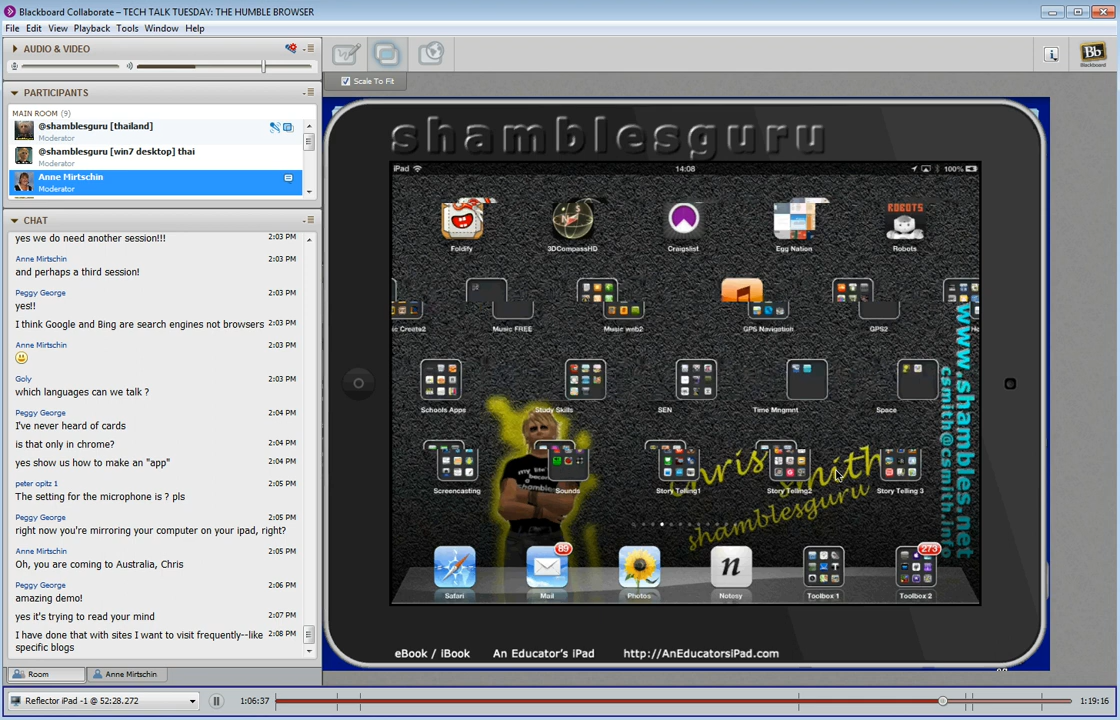 Blackboard Collaborate – TECH TALK TUESDAY: THE HUMBLE BROWSER
File Edit View Playback Tools Window Help
AUDIO & VIDEO
PARTICIPANTS
MAIN ROOM (9)
@shamblesguru [thailand]
Moderator
@shamblesguru [win7 desktop] thai
Moderator
Anne Mirtschin
Moderator
CHAT
yes we do need another session!!! 2:03 PM
Anne Mirtschin 2:03 PM
and perhaps a third session!
Peggy George 2:03 PM
yes!!
I think Google and Bing are search engines not browsers 2:03 PM
Anne Mirtschin 2:03 PM
Goly 2:03 PM
which languages can we talk ?
Peggy George 2:04 PM
I've never heard of cards
is that only in chrome? 2:04 PM
yes show us how to make an "app" 2:04 PM
peter opitz 1 2:05 PM
The setting for the microphone is ? pls
Peggy George 2:05 PM
right now you're mirroring your computer on your ipad, right?
Anne Mirtschin 2:05 PM
Oh, you are coming to Australia, Chris
Peggy George 2:06 PM
amazing demo!
yes it's trying to read your mind 2:07 PM
I have done that with sites I want to visit frequently--like 2:08 PM
specific blogs
Room Anne Mirtschin
Reflector iPad -1 @ 52:28.272 1:06:37 1:19:16
Scale To Fit
Bb
Blackboard
shamblesguru
iPad 14:08 100%
ROBOTS
Foldify 3DCompassHD Craigslist Egg Nation Robots
ic Create2 Music FREE Music web2 GPS Navigation GPS2
Schools Apps Study Skills SEN Time Mngmnt Space
Screencasting Sounds Story Telling1 Story Telling2 Story Telling 3
Chris Smith
shamblesguru
www.shambles.net
csmith@shambles.info
89 273
Safari Mail Photos Notesy Toolbox 1 Toolbox 2
eBook / iBook An Educator's iPad http://AnEducatorsiPad.com